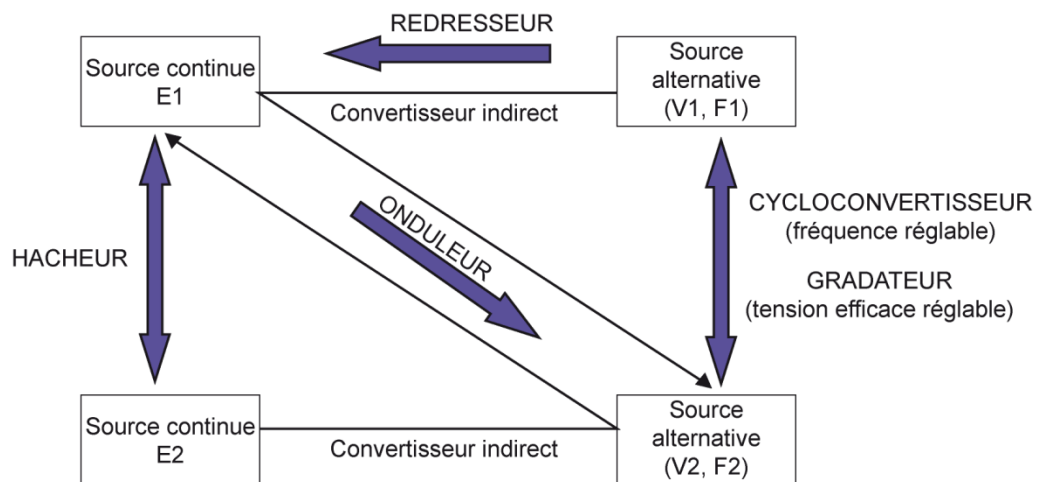 REDRESSEUR
Source continue
E1
Source
alternative
(V1, F1)
Convertisseur indirect
HACHEUR
ONDULEUR
CYCLOCONVERTISSEUR
(fréquence réglable)
GRADATEUR
(tension efficace réglable)
Source continue
E2
Source
alternative
(V2, F2)
Convertisseur indirect